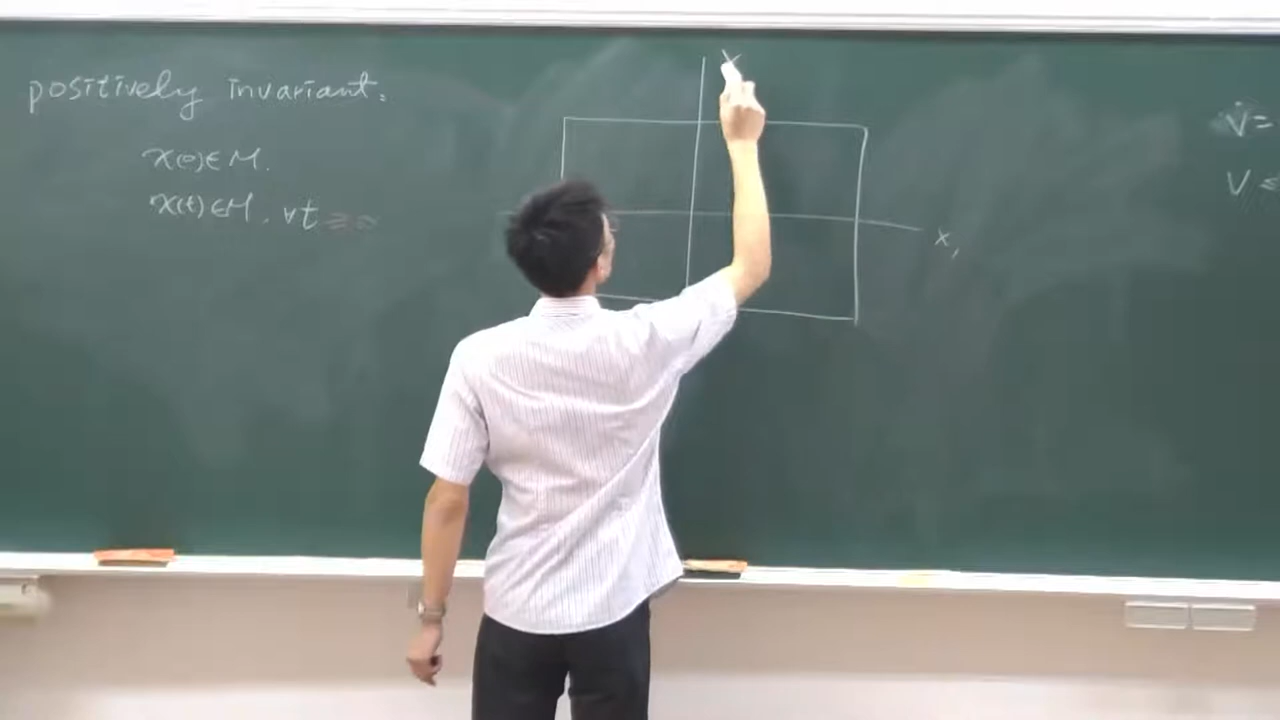 positively invariant.
x(0)∈M.
x(t)∈M. ∀t ≥0
x
x₁
V̇=
V ≤